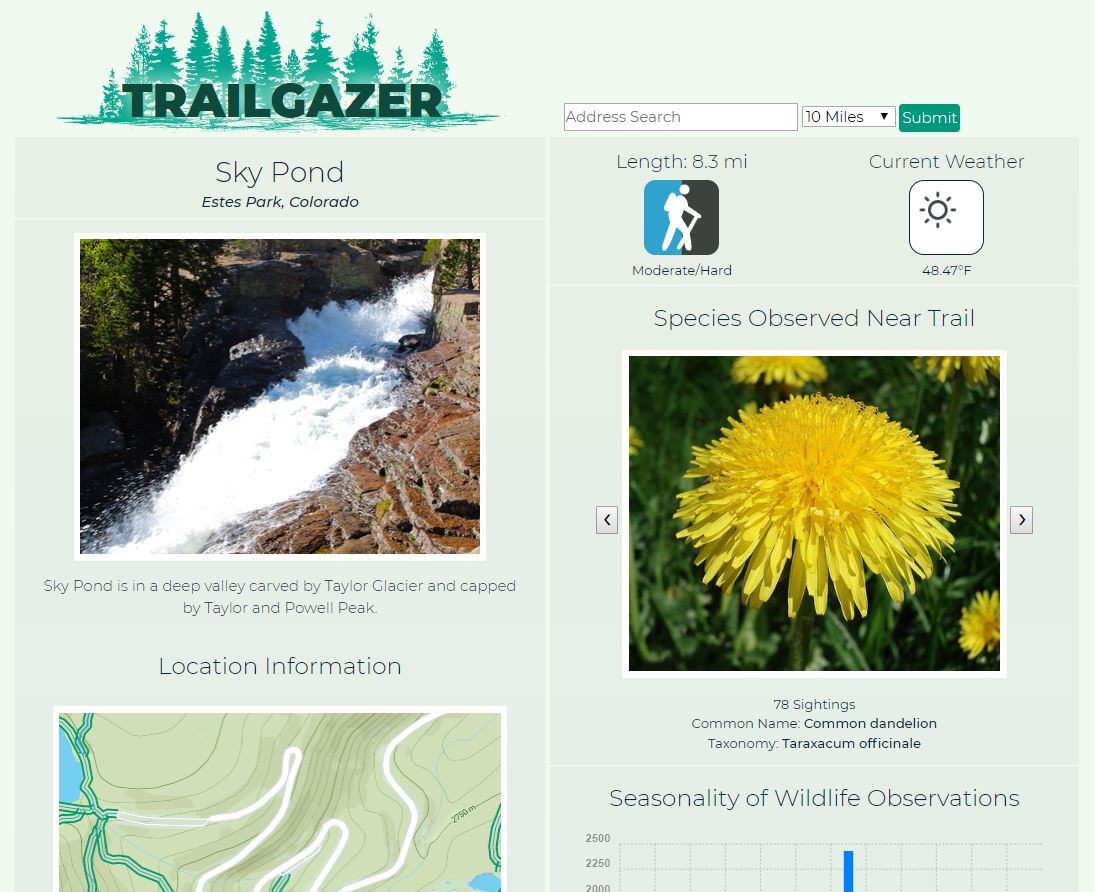 TRAILGAZER
Address Search
10 Miles
Submit
Sky Pond
Estes Park, Colorado
Sky Pond is in a deep valley carved by Taylor Glacier and capped
by Taylor and Powell Peak.
Location Information
2750 m
Length: 8.3 mi
Moderate/Hard
Current Weather
48.47°F
Species Observed Near Trail
78 Sightings
Common Name: Common dandelion
Taxonomy: Taraxacum officinale
Seasonality of Wildlife Observations
2500
2250
2000